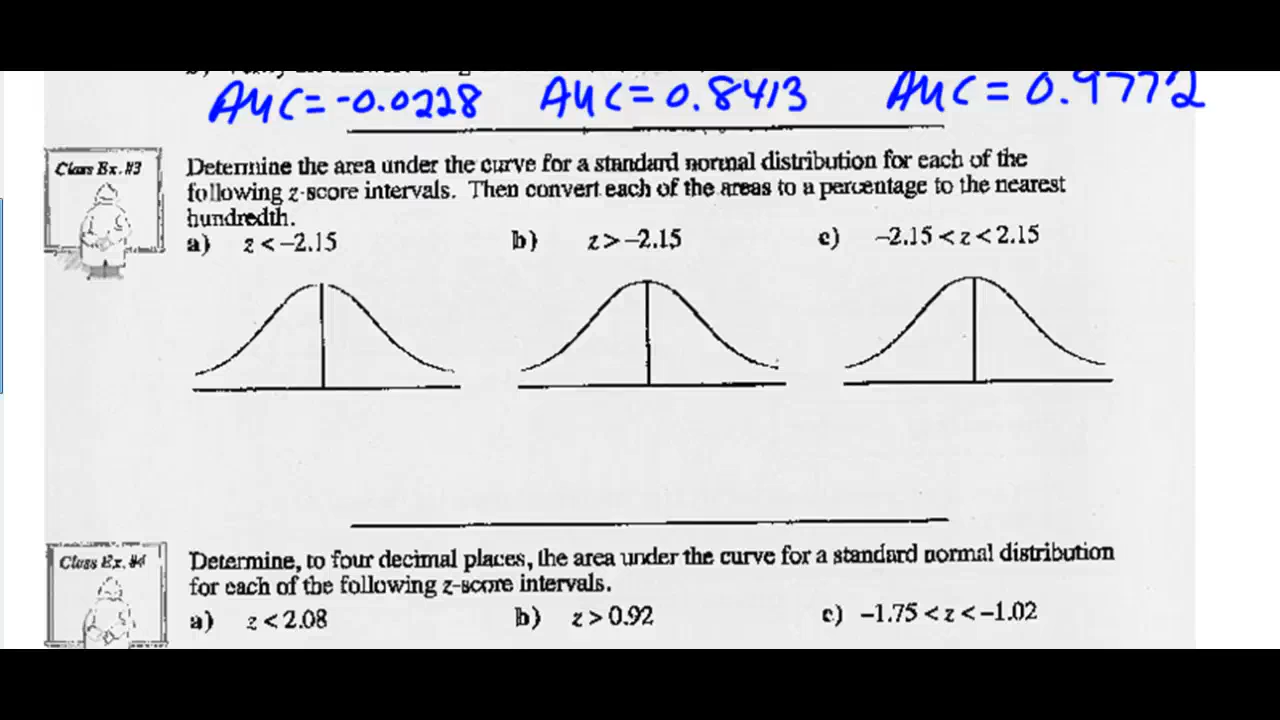 AUC = -0.0228 AUC = 0.8413 AUC = 0.9772
Class Ex. #3
Determine the area under the curve for a standard normal distribution for each of the
following z-score intervals. Then convert each of the areas to a percentage to the nearest
hundredth.
a) z < –2.15 b) z > –2.15 c) –2.15 < z < 2.15
Class Ex. #4
Determine, to four decimal places, the area under the curve for a standard normal distribution
for each of the following z-score intervals.
a) z < 2.08 b) z > 0.92 c) –1.75 < z < –1.02